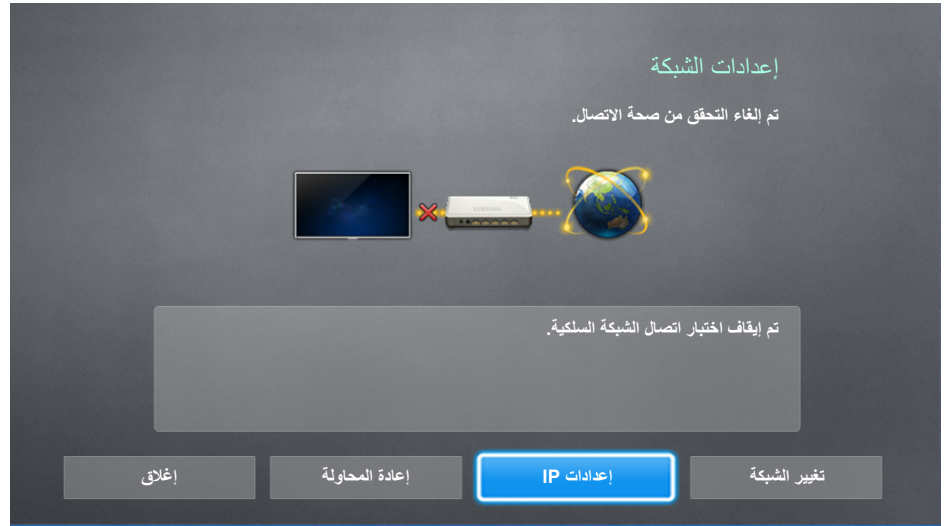 إعدادات الشبكة
تم إلغاء التحقق من صحة الاتصال.
SAMSUNG
تم إيقاف اختبار اتصال الشبكة السلكية.
تغيير الشبكة
إعدادات IP
إعادة المحاولة
إغلاق